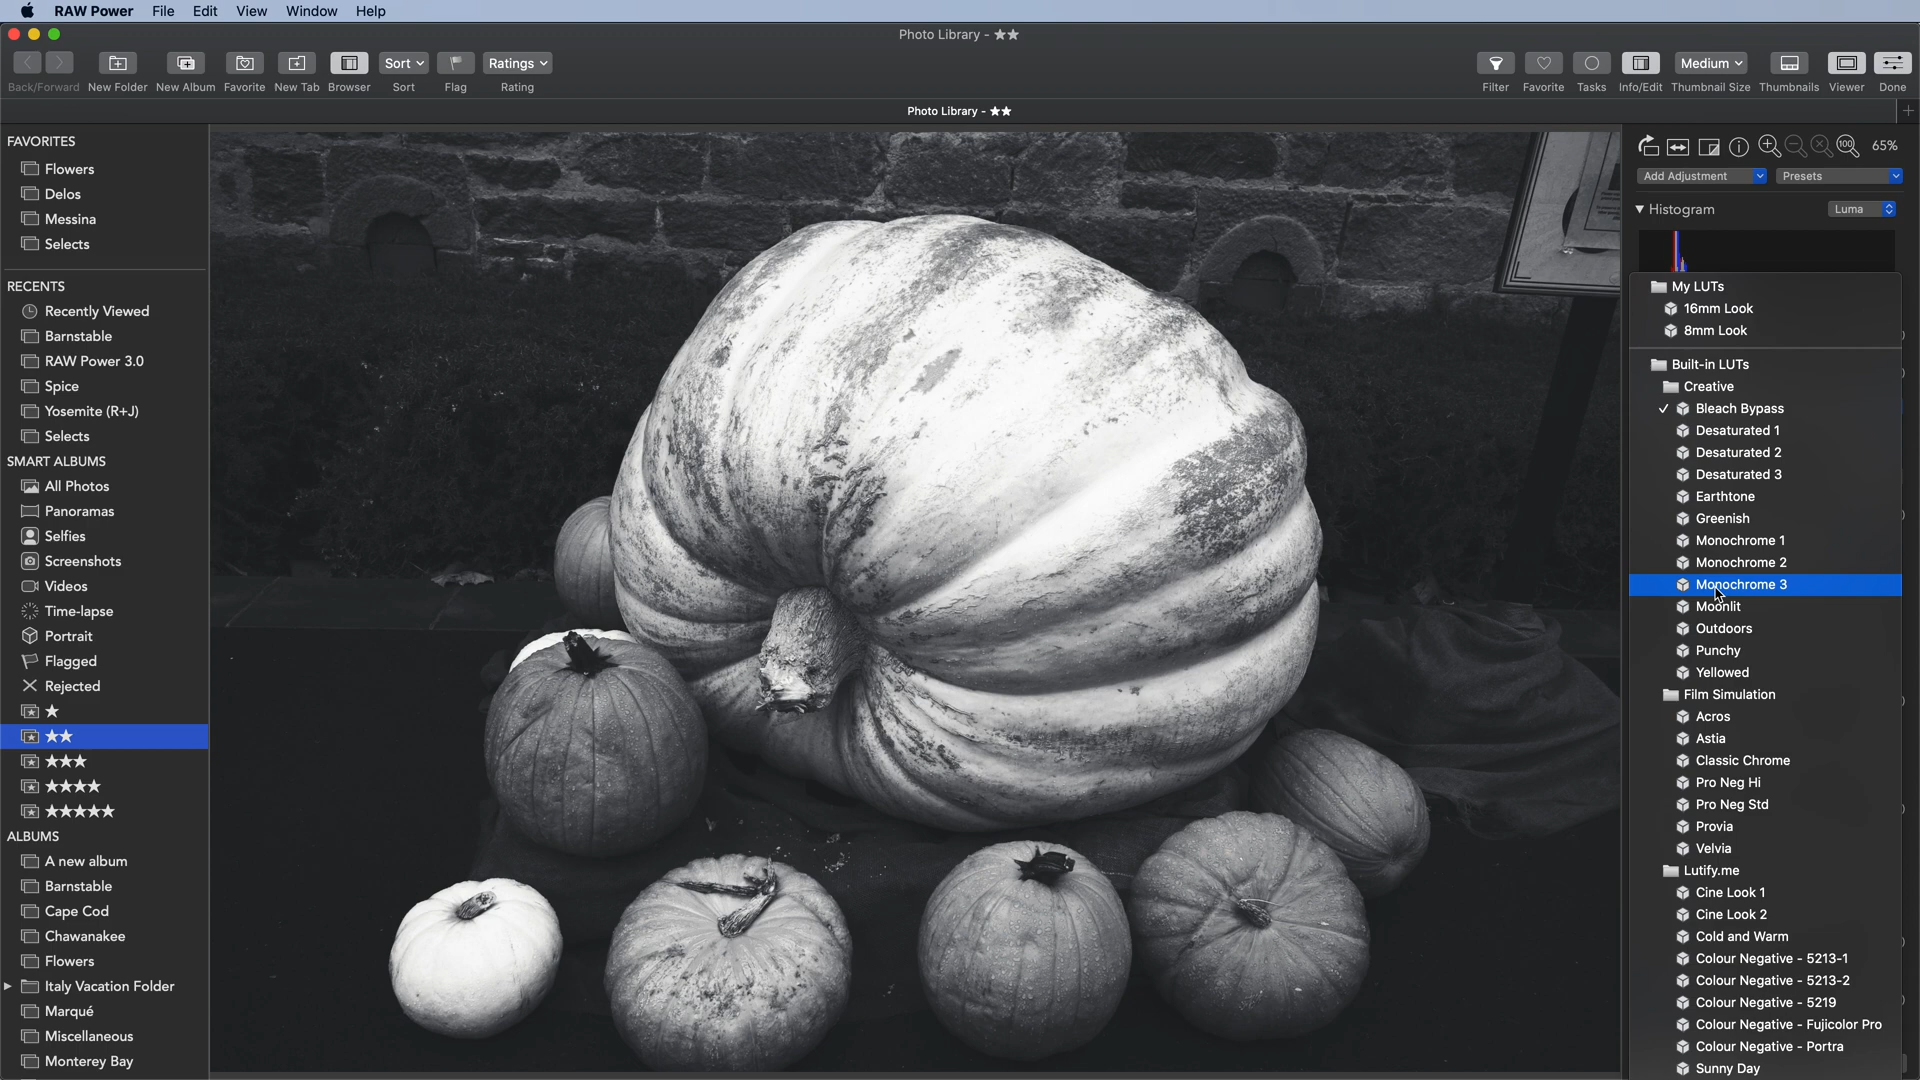 RAW Power File Edit View Window Help
Photo Library - ★★
Sort Ratings Medium
Back/Forward New Folder New Album Favorite New Tab Browser Sort Flag Rating Filter Favorite Tasks Info/Edit Thumbnail Size Thumbnails Viewer Done
Photo Library - ★★
FAVORITES
Flowers
Delos
Messina
Selects
RECENTS
Recently Viewed
Barnstable
RAW Power 3.0
Spice
Yosemite (R+J)
Selects
SMART ALBUMS
All Photos
Panoramas
Selfies
Screenshots
Videos
Time-lapse
Portrait
Flagged
Rejected
★
★★
★★★
★★★★
★★★★★
ALBUMS
A new album
Barnstable
Cape Cod
Chawanakee
Flowers
Italy Vacation Folder
Marqué
Miscellaneous
Monterey Bay
100 65%
Add Adjustment Presets
Histogram Luma
My LUTs
16mm Look
8mm Look
Built-in LUTs
Creative
✓ Bleach Bypass
Desaturated 1
Desaturated 2
Desaturated 3
Earthtone
Greenish
Monochrome 1
Monochrome 2
Monochrome 3
Moonlit
Outdoors
Punchy
Yellowed
Film Simulation
Acros
Astia
Classic Chrome
Pro Neg Hi
Pro Neg Std
Provia
Velvia
Lutify.me
Cine Look 1
Cine Look 2
Cold and Warm
Colour Negative - 5213-1
Colour Negative - 5213-2
Colour Negative - 5219
Colour Negative - Fujicolor Pro
Colour Negative - Portra
Sunny Day